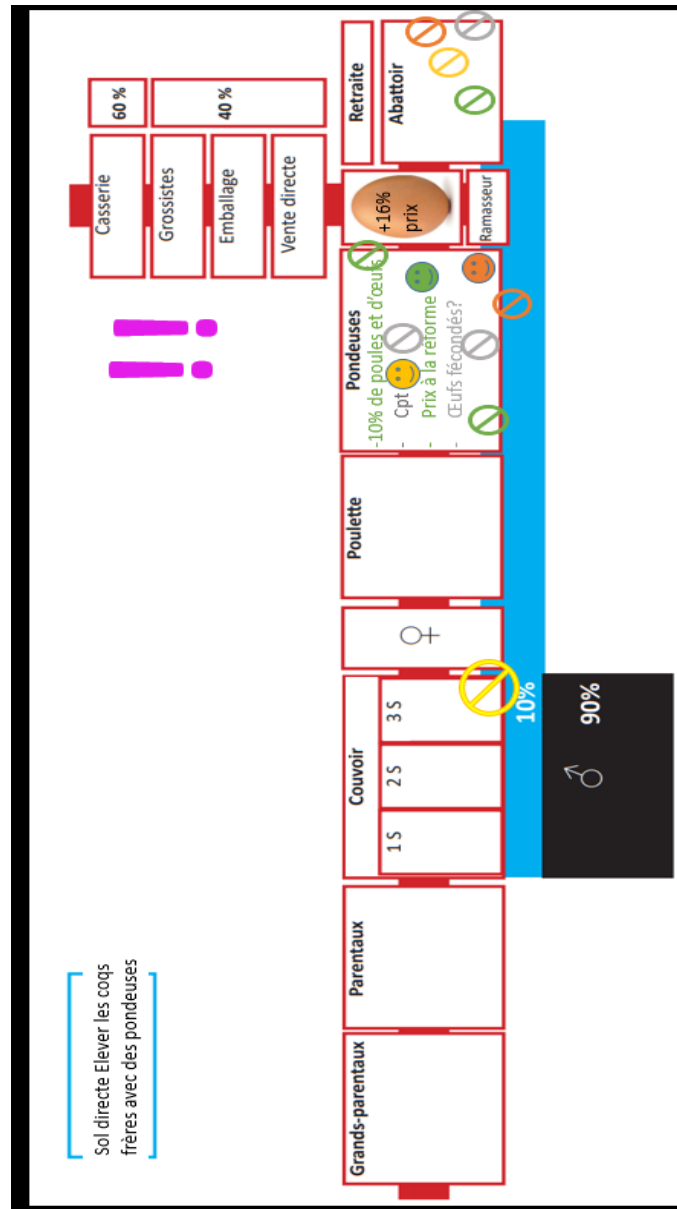 Sol directe Elever les coqs
frères avec des pondeuses
Grands-parentaux
Parentaux
Couvoir
1 S
2 S
3 S
♀
♂
10%
90%
Poulette
Pondeuses
-10% de poules et d'œufs
- Cpt
- Prix à la réforme
- Œufs fécondés?
+16%
prix
Ramasseur
Retraite
Abattoir
Casserie
Grossistes
Emballage
Vente directe
60 %
40 %
!!